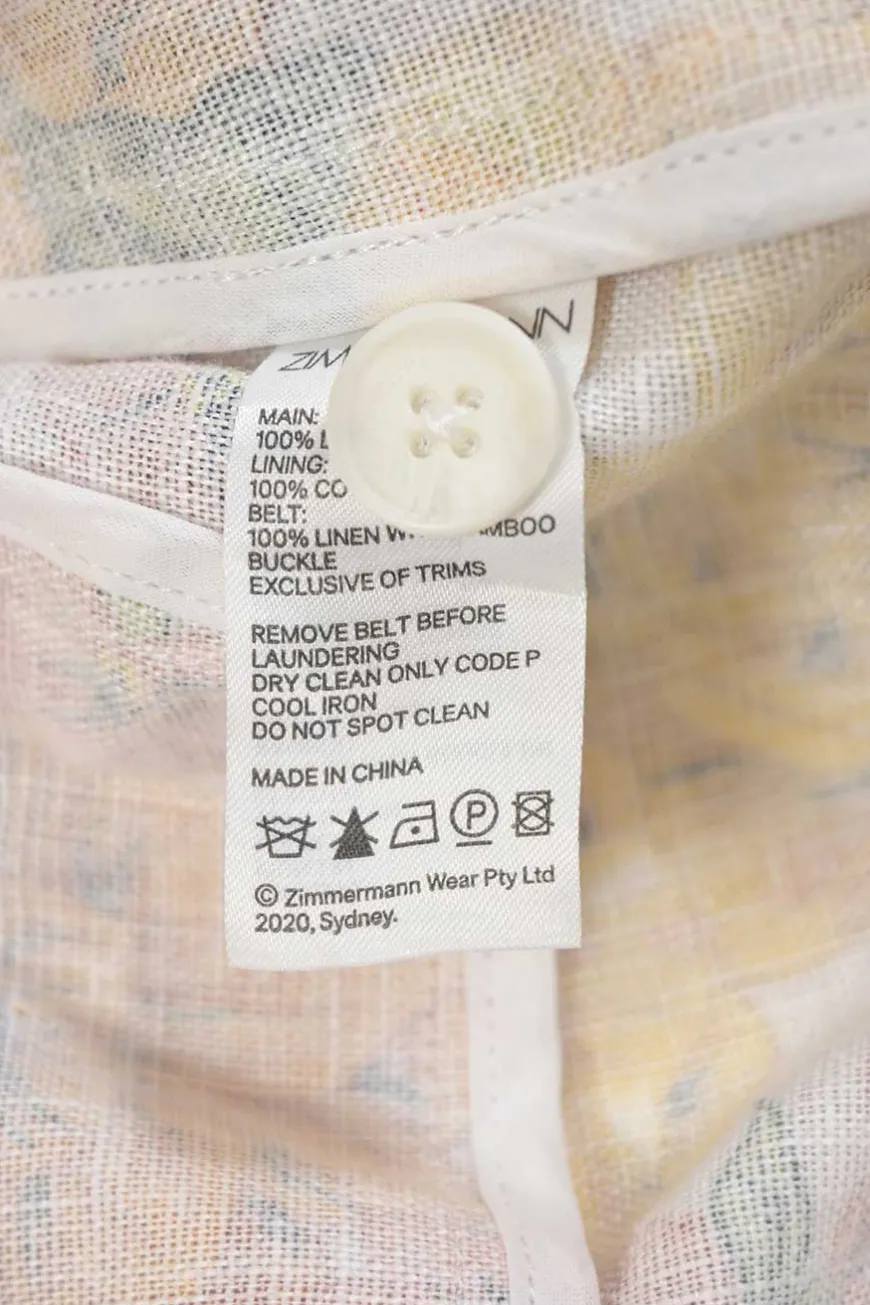 MAIN:
100%
LINING:
100%
BELT:
100% LINEN
BUCKLE
EXCLUSIVE OF TRIMS
REMOVE BELT BEFORE
LAUNDERING
DRY CLEAN ONLY CODE P
COOL IRON
DO NOT SPOT CLEAN
MADE IN CHINA
P
© Zimmermann Wear Pty Ltd
2020, Sydney.